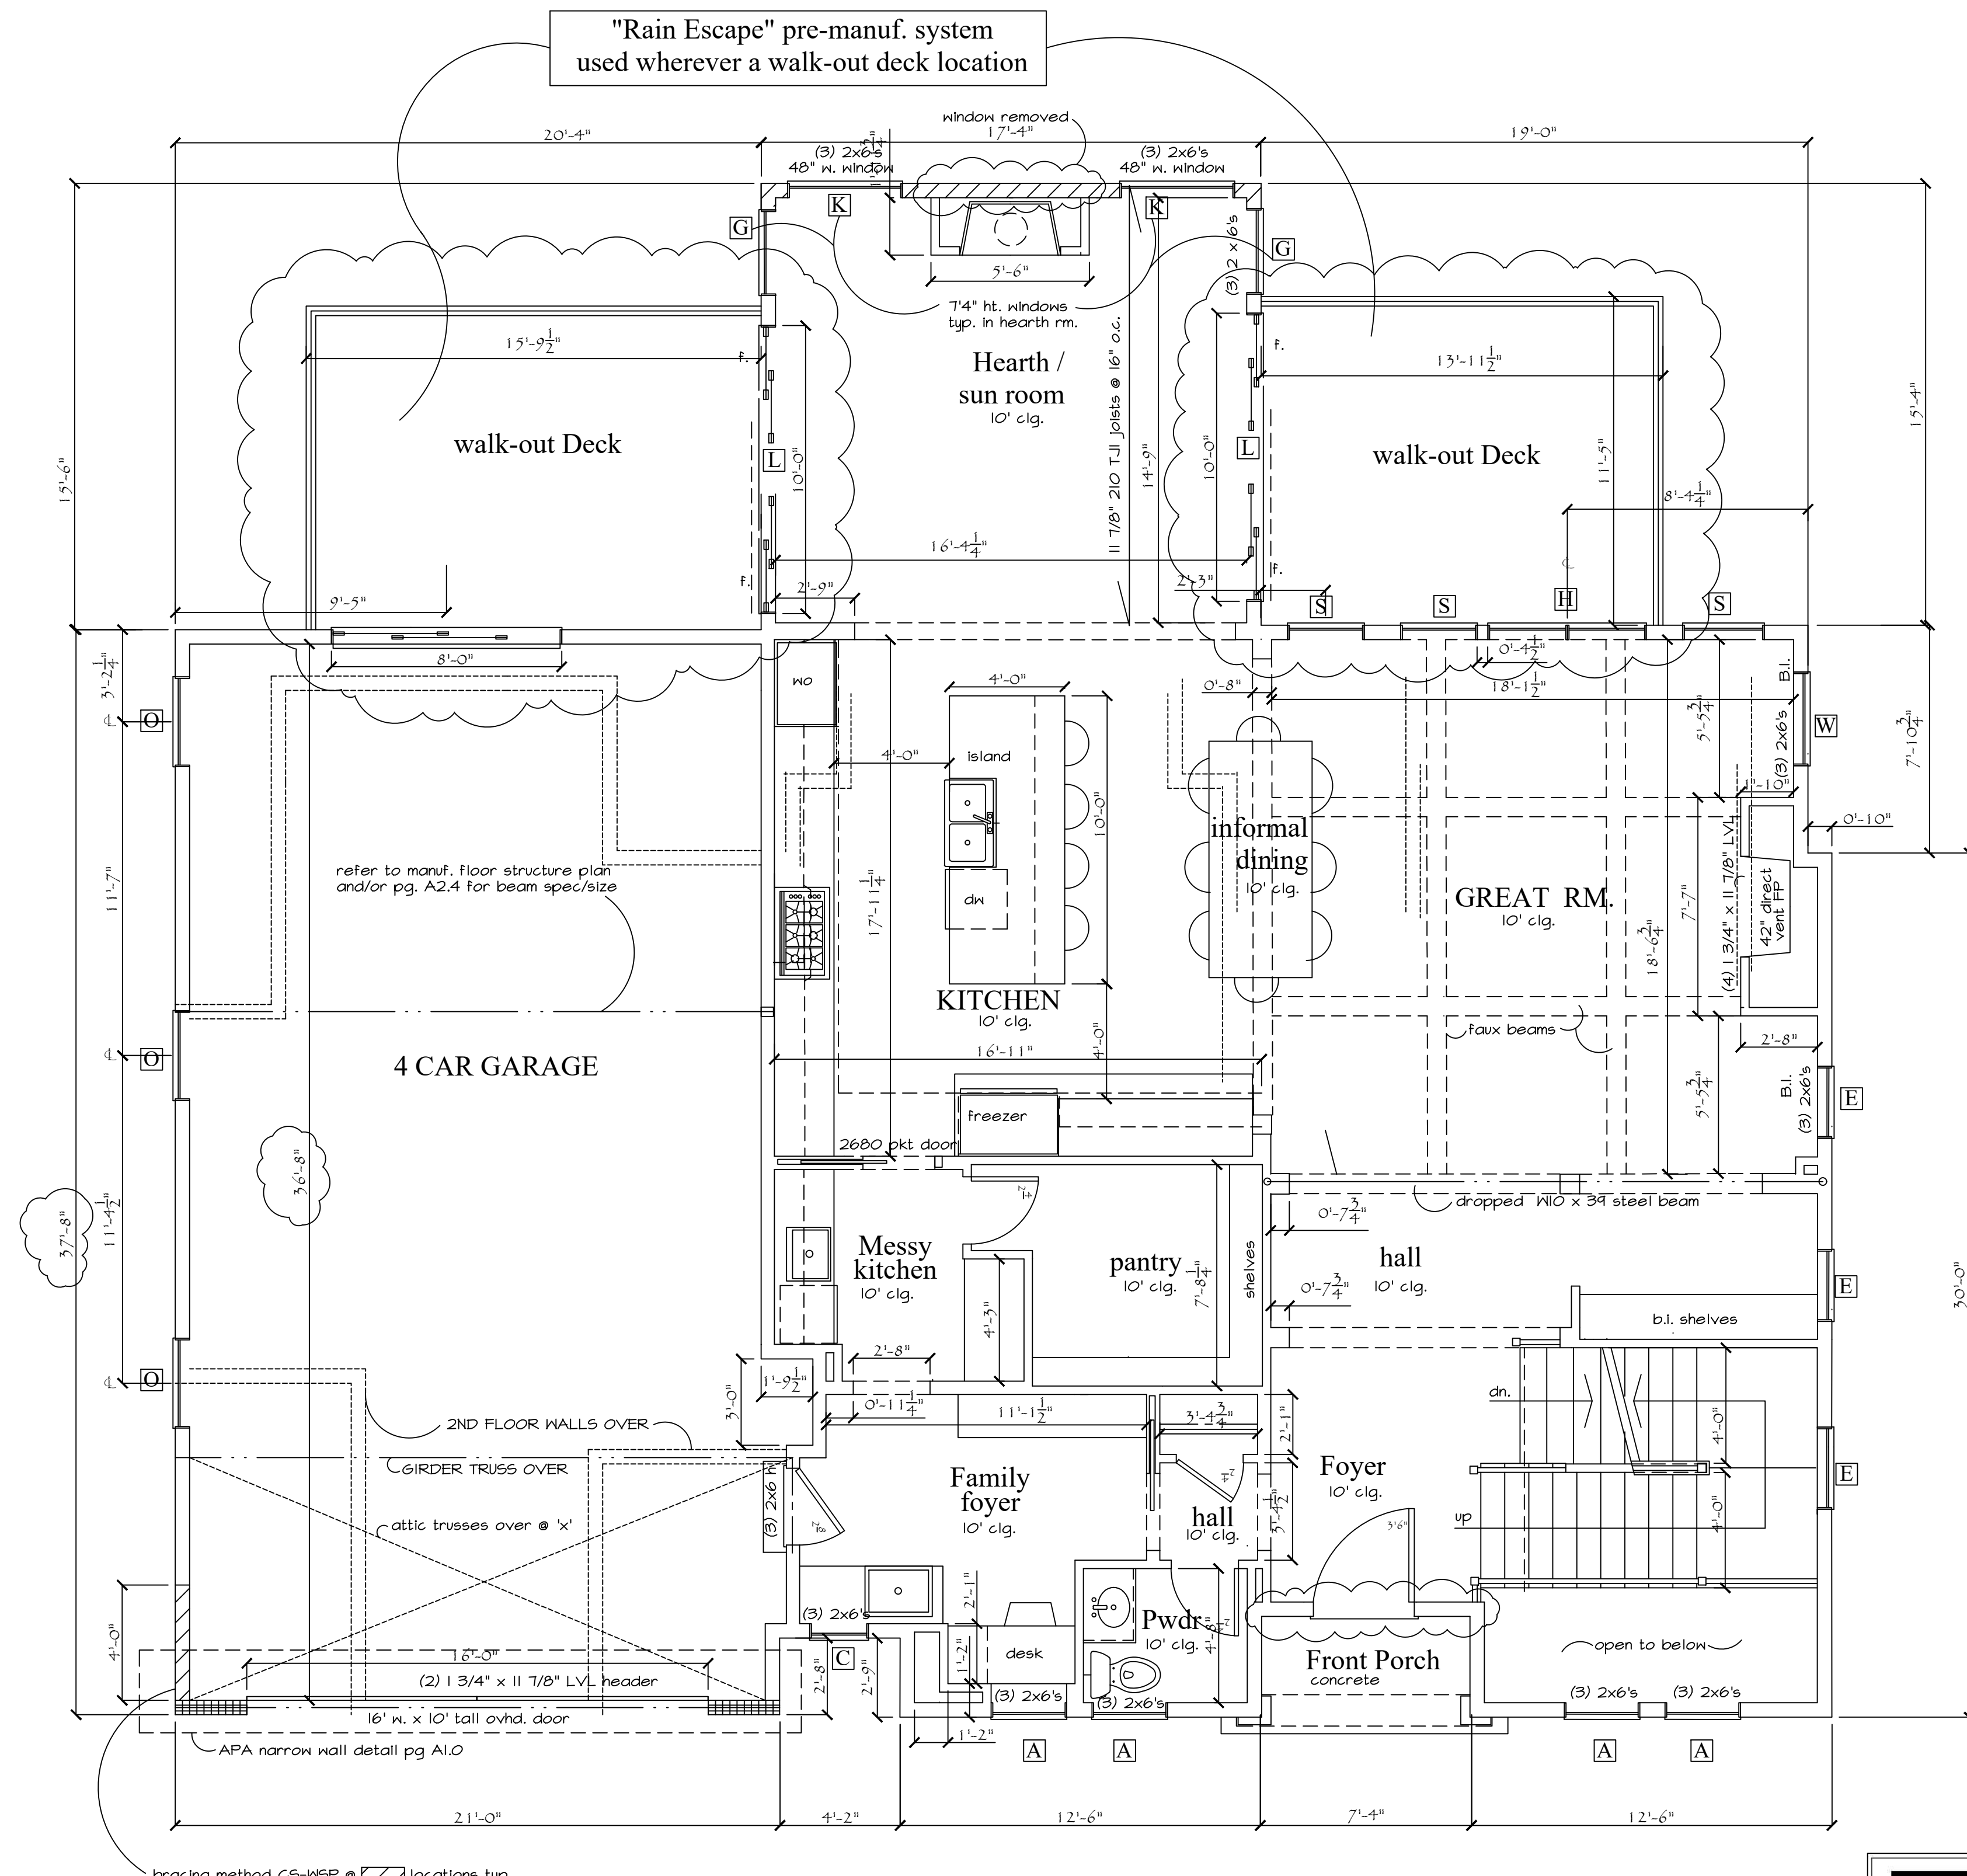 "Rain Escape" pre-manuf. system
used wherever a walk-out deck location
window removed
20'-4"
17'-4"
19'-0"
(3) 2x6's
48" w. window
(3) 2x6's
48" w. window
K
K
G
G
(3) 2 x 6's
5'-6"
7'4" ht. windows
typ. in hearth rm.
15'-9 1/2"
f.
f.
13'-11 1/2"
Hearth /
sun room
10' clg.
11 7/8" 210 TJI joists @ 16" o.c.
walk-out Deck
walk-out Deck
L
L
10'-0"
10'-0"
14'-9"
11'-5"
15'-6"
15'-4"
8'-4 1/4"
16'-4 1/4"
f.
f.
2'-9"
2'-3"
9'-5"
S
S
H
S
8'-0"
0'-4 1/2"
3'-2 1/4"
wo
4'-0"
0'-8"
18'-1 1/2"
B.I.
O
5'-5 3/4"
(3) 2x6's
W
7'-10 3/4"
4'-0"
island
1'-10"
10'-0"
0'-10"
informal
dining
10' clg.
refer to manuf. floor structure plan
and/or pg. A2.4 for beam spec/size
11'-7"
17'-11 1/4"
dw
GREAT RM.
10' clg.
7'-7"
18'-6 3/4"
(4) 1 3/4" x 11 7/8" LVL
42" direct
vent FP
KITCHEN
10' clg.
faux beams
16'-11"
4'-0"
2'-8"
O
4 CAR GARAGE
5'-5 3/4"
B.I.
(3) 2x6's
E
freezer
2680 pkt door
36'-8"
37'-8"
11'-4 1/2"
dropped W10 x 39 steel beam
0'-7 3/4"
Messy
kitchen
10' clg.
pantry
10' clg.
7'-8 1/4"
shelves
hall
10' clg.
0'-7 3/4"
E
30'-0"
4'-3"
b.i. shelves
2'-8"
O
1'-9 1/2"
3'-0"
0'-11 1/4"
11'-1 1/2"
3'-4 3/4"
2'-1"
dn.
4'-0"
2ND FLOOR WALLS OVER
GIRDER TRUSS OVER
Family
foyer
10' clg.
Foyer
10' clg.
E
(3) 2x6 h
attic trusses over @ 'x'
hall
10' clg.
3'-4 1/2"
up
3'6"
4'-0"
2'-1"
(3) 2x6's
Pwdr
10' clg.
4'-8"
4'-0"
16'-0"
(2) 1 3/4" x 11 7/8" LVL header
C
2'-8"
2'-9"
1'-2"
desk
Front Porch
concrete
open to below
(3) 2x6's
(3) 2x6's
(3) 2x6's
(3) 2x6's
16' w. x 10' tall ovhd. door
APA narrow wall detail pg A1.0
1'-2"
A
A
A
A
21'-0"
4'-2"
12'-6"
7'-4"
12'-6"
bracing method CS-WSP @ locations typ.